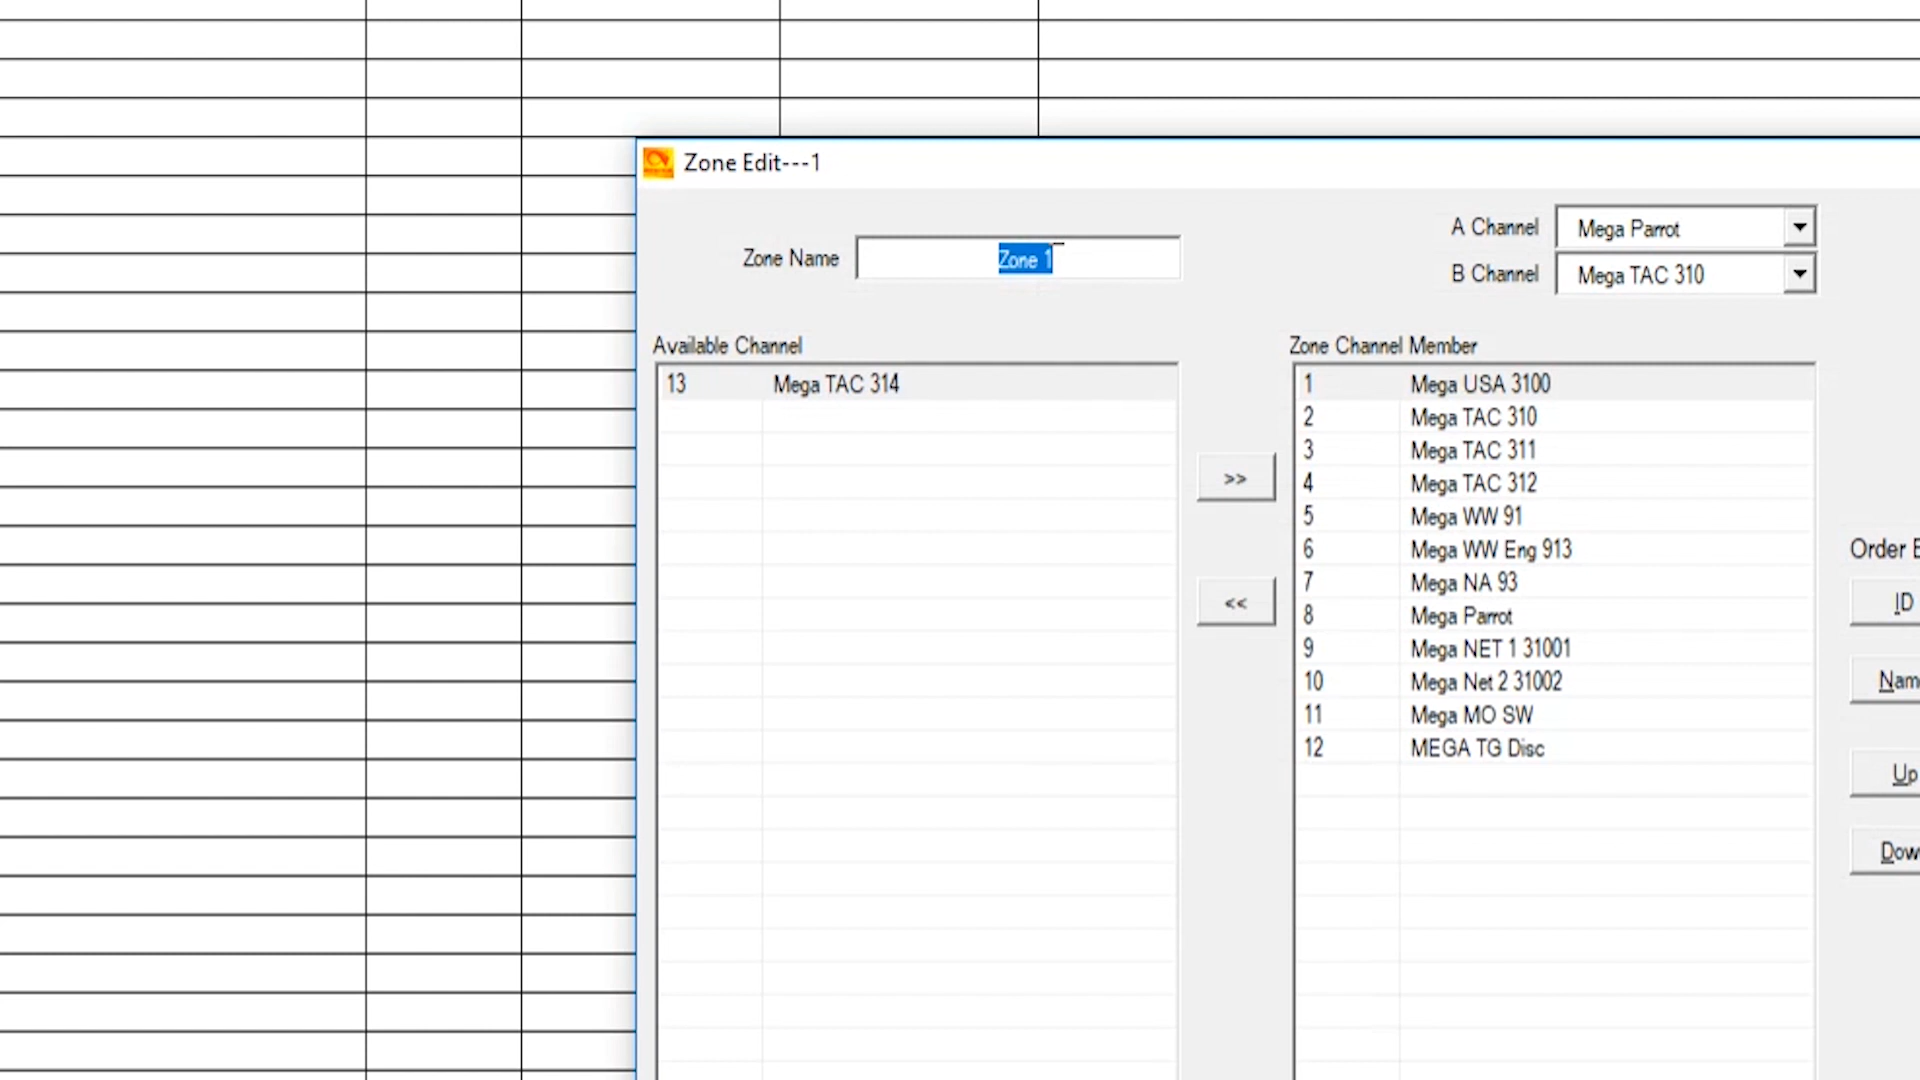 Zone Edit---1
A Channel Mega Parrot
Zone Name Zone 1
B Channel Mega TAC 310
Available Channel
13 Mega TAC 314
>>
<<
Zone Channel Member
1 Mega USA 3100
2 Mega TAC 310
3 Mega TAC 311
4 Mega TAC 312
5 Mega WW 91
6 Mega WW Eng 913
7 Mega NA 93
8 Mega Parrot
9 Mega NET 1 31001
10 Mega Net 2 31002
11 Mega MO SW
12 MEGA TG Disc
Order
ID
Nam
Up
Dow